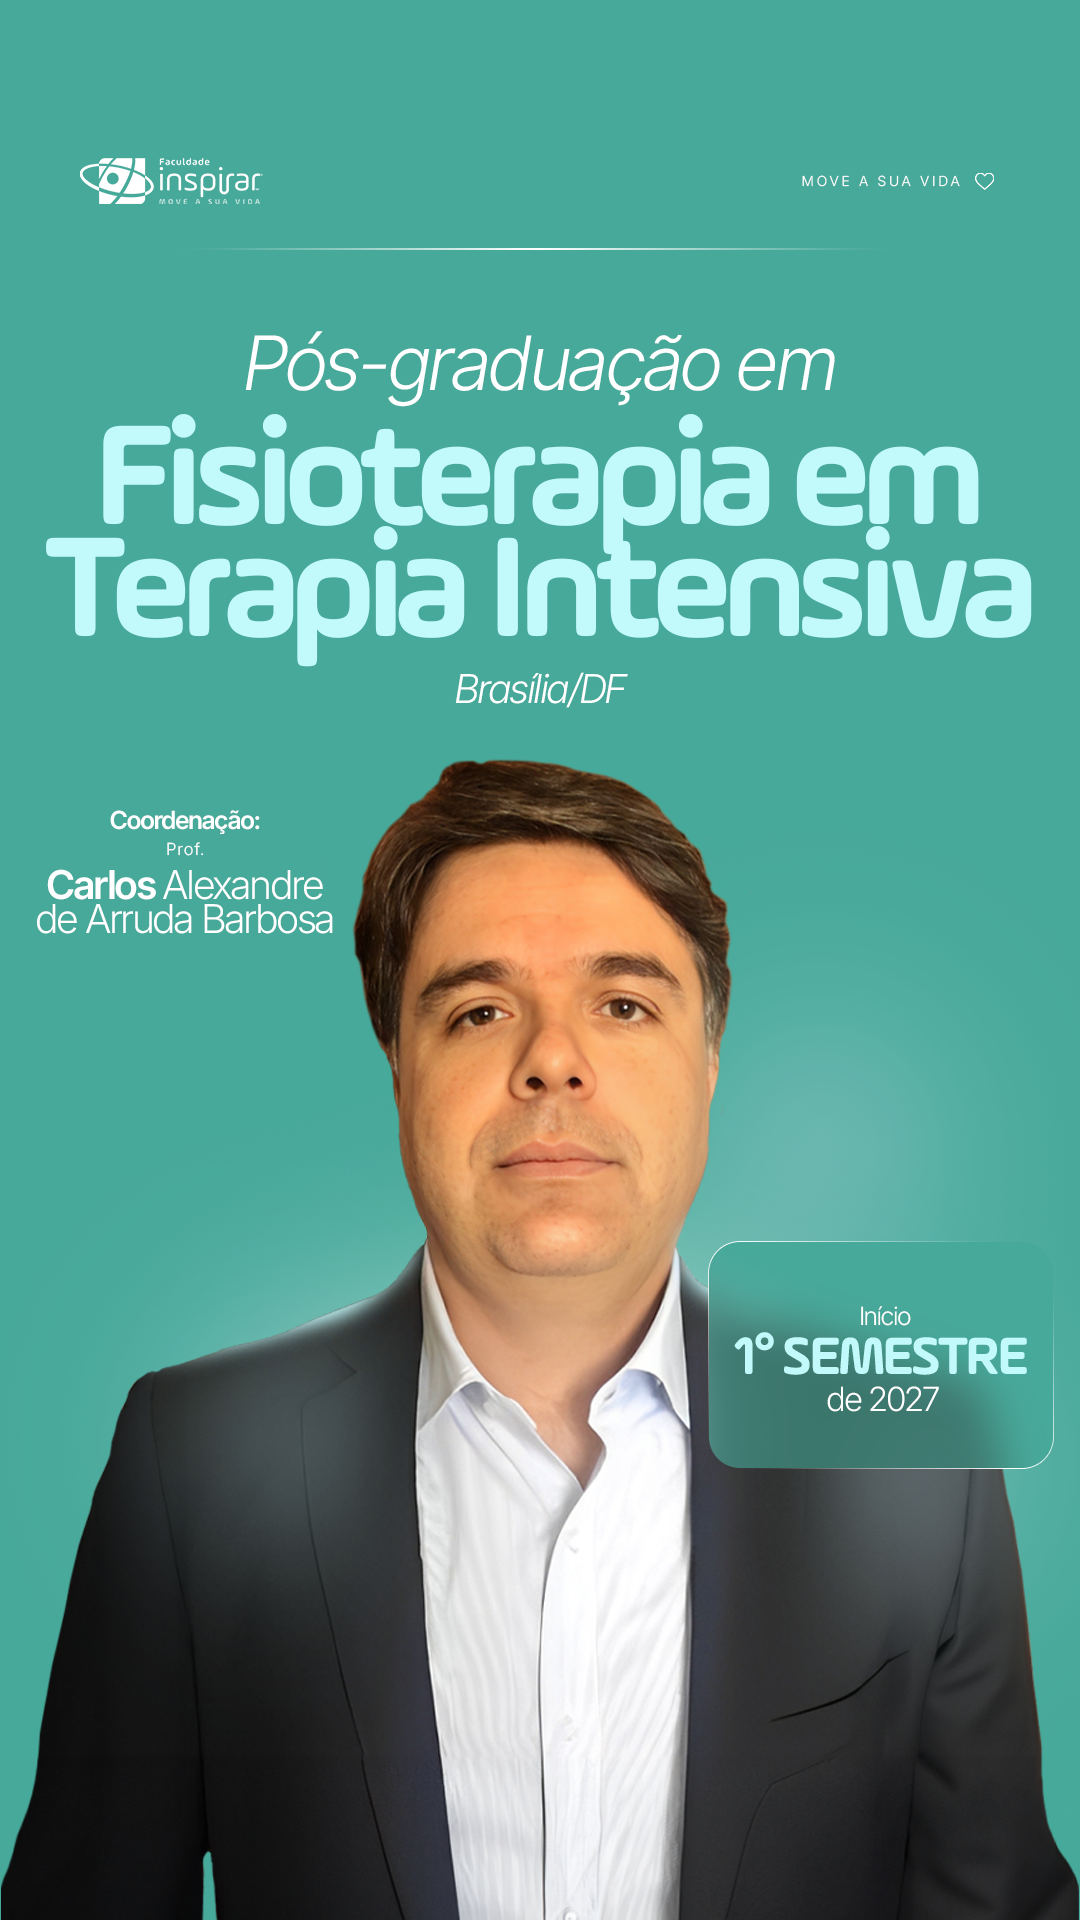 Faculdade
inspirar
MOVE A SUA VIDA
MOVE A SUA VIDA
Pós-graduação em
Fisioterapia em
Terapia Intensiva
Brasília/DF
Coordenação:
Prof.
Carlos Alexandre
de Arruda Barbosa
Início
1° SEMESTRE
de 2027